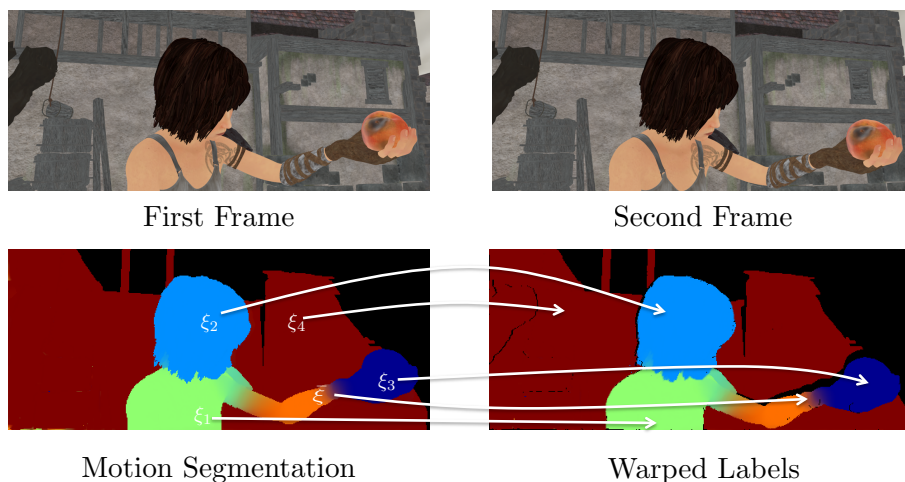 First Frame
Second Frame
ξ₂
ξ₄
ξ₃
ξ
ξ₁
Motion Segmentation
Warped Labels